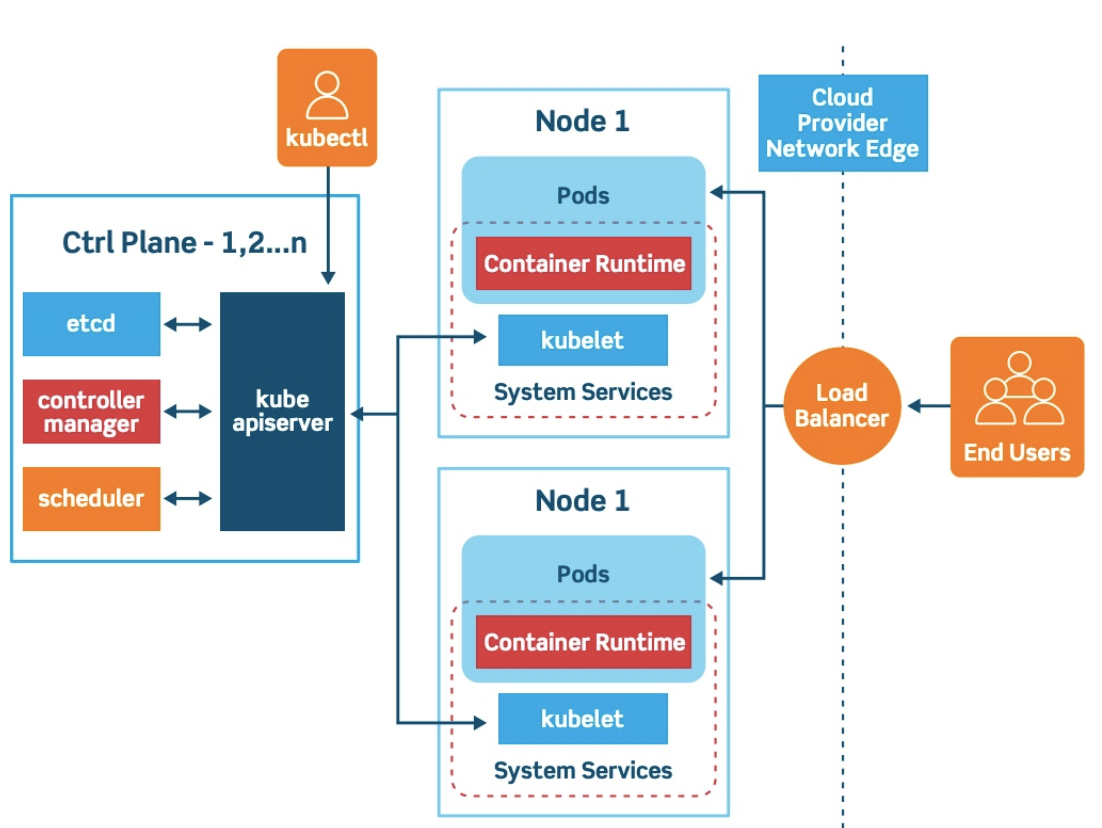 kubectl
Ctrl Plane - 1,2...n
etcd
controller
manager
scheduler
kube
apiserver
Node 1
Pods
Container Runtime
kubelet
System Services
Node 1
Pods
Container Runtime
kubelet
System Services
Cloud
Provider
Network Edge
Load
Balancer
End Users